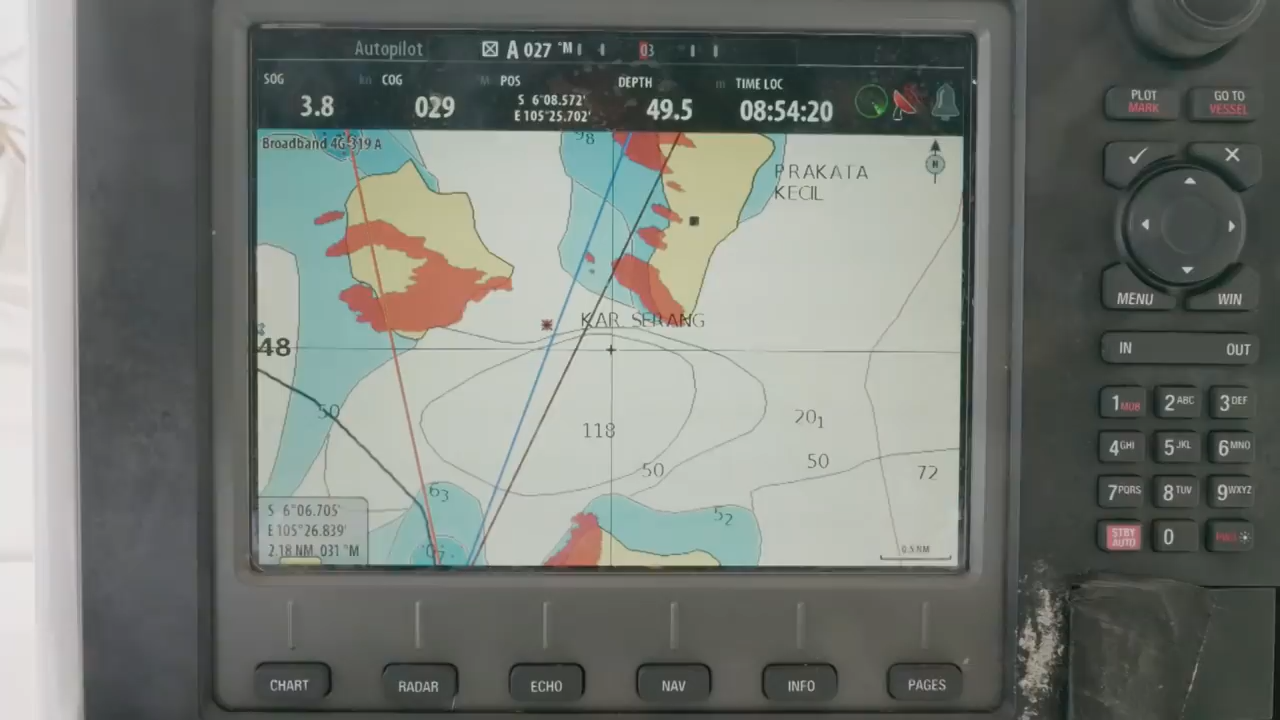 Autopilot A 027 °M 03
SOG kn COG M POS DEPTH m TIME LOC
3.8 029 S 6°08.572' 49.5 08:54:20
E 105°25.702'
Broadband 4G 319 A
98
PRAKATA
KECIL
N
KAR. SERANG
48
50
118
20₁
50
50
72
63
52
S 6°06.705'
E 105°26.839'
2.18 NM, 031 °M
0.5 NM
PLOT
MARK
GO TO
VESSEL
MENU
WIN
IN
OUT
1 MOB
2 ABC
3 DEF
4 GHI
5 JKL
6 MNO
7 PQRS
8 TUV
9 WXYZ
STBY
AUTO
0
CHART
RADAR
ECHO
NAV
INFO
PAGES